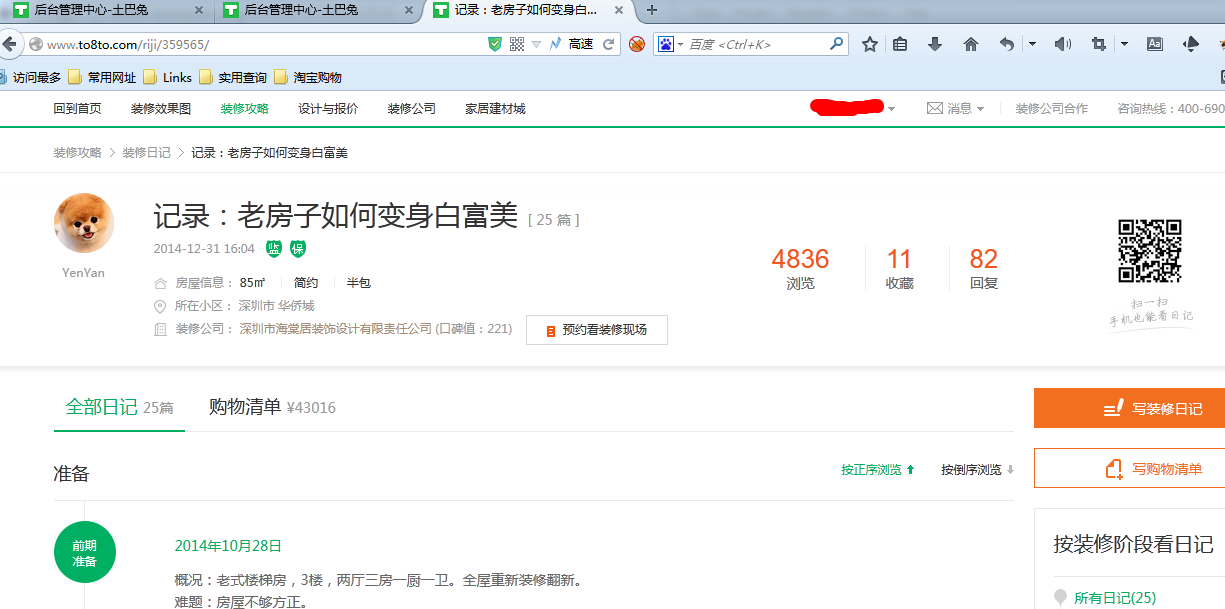 后台管理中心-土巴兔
后台管理中心-土巴兔
记录：老房子如何变身白...
www.to8to.com/riji/359565/
高速
百度 <Ctrl+K>
访问最多 常用网址 Links 实用查询 淘宝购物
回到首页 装修效果图 装修攻略 设计与报价 装修公司 家居建材城
消息 装修公司合作 咨询热线：400-690
装修攻略 > 装修日记 > 记录：老房子如何变身白富美
记录：老房子如何变身白富美 [ 25 篇 ]
2014-12-31 16:04 监 保
YenYan
房屋信息： 85㎡ 简约 半包
所在小区： 深圳市 华侨城
装修公司： 深圳市海棠居装饰设计有限责任公司 (口碑值：221)
预约看装修现场
4836 11 82
浏览 收藏 回复
扫一扫
手机也能看日记
全部日记 25篇 购物清单 ¥43016
写装修日记
写购物清单
准备
按正序浏览 按倒序浏览
前期
准备
2014年10月28日
概况：老式楼梯房，3楼，两厅三房一厨一卫。全屋重新装修翻新。
难题：房屋不够方正。
按装修阶段看日记
所有日记(25)